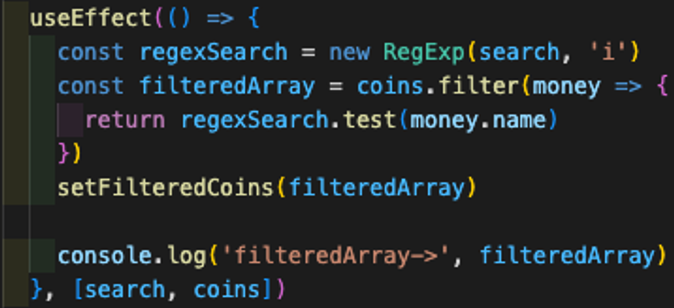 useEffect(() => {
const regexSearch = new RegExp(search, 'i')
const filteredArray = coins.filter(money => {
return regexSearch.test(money.name)
})
setFilteredCoins(filteredArray)
console.log('filteredArray->', filteredArray)
}, [search, coins])